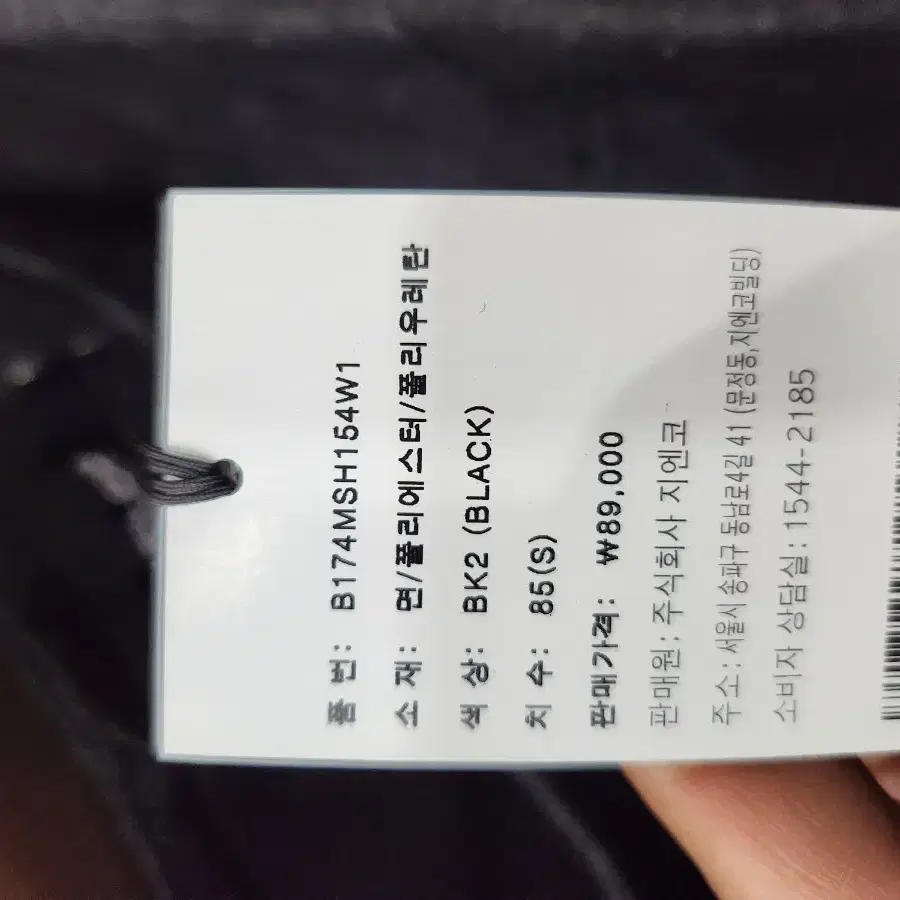 품 번: B174MSH154W1
소 재: 면/폴리에스터/폴리우레탄
색 상: BK2 (BLACK)
치 수: 85(S)
판매가격: ₩89,000
판매원: 주식회사 지엔코
주소: 서울시 송파구 동남로4길 41 (문정동,지엔코빌딩)
소비자 상담실: 1544-2185